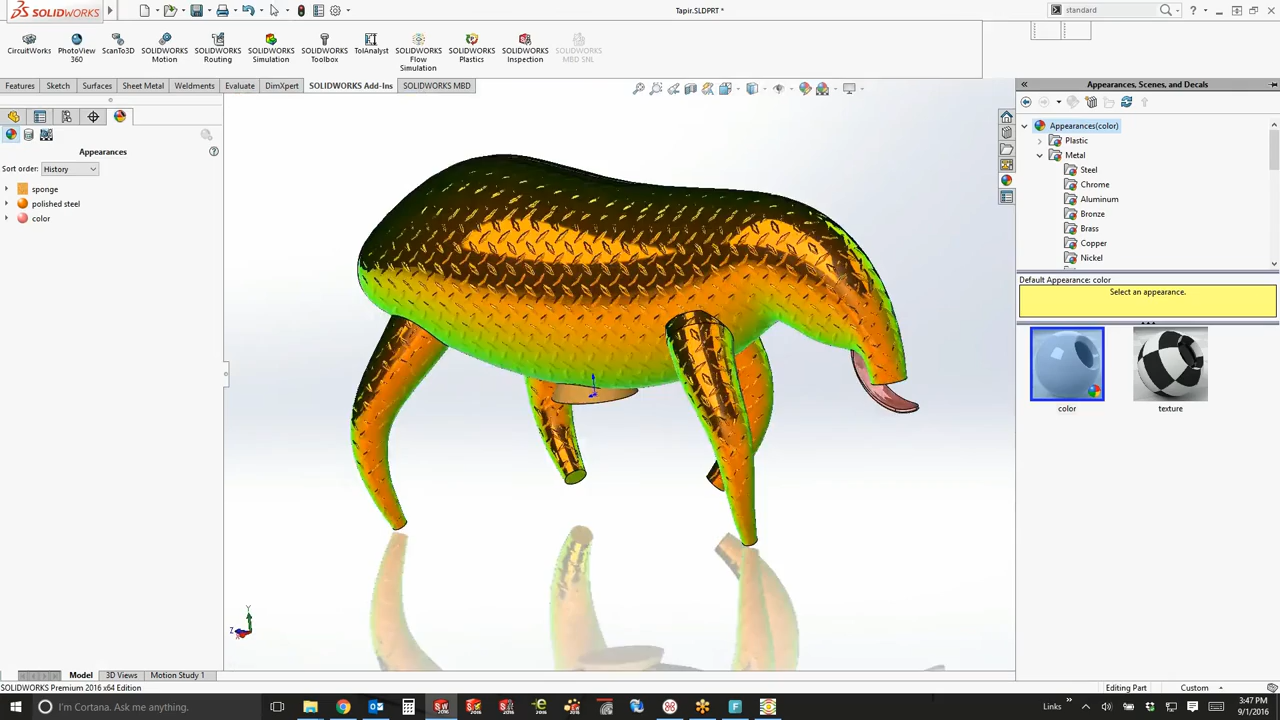 SOLIDWORKS
Tapir.SLDPRT *
standard
CircuitWorks
PhotoView
360
ScanTo3D
SOLIDWORKS
Motion
SOLIDWORKS
Routing
SOLIDWORKS
Simulation
SOLIDWORKS
Toolbox
TolAnalyst
SOLIDWORKS
Flow
Simulation
SOLIDWORKS
Plastics
SOLIDWORKS
Inspection
SOLIDWORKS
MBD SNL
Features
Sketch
Surfaces
Sheet Metal
Weldments
Evaluate
DimXpert
SOLIDWORKS Add-Ins
SOLIDWORKS MBD
Appearances
Sort order:
History
sponge
polished steel
color
Appearances, Scenes, and Decals
Appearances(color)
Plastic
Metal
Steel
Chrome
Aluminum
Bronze
Brass
Copper
Nickel
Default Appearance: color
Select an appearance.
color
texture
Y
Z
X
Model
3D Views
Motion Study 1
SOLIDWORKS Premium 2016 x64 Edition
Editing Part
Custom
I'm Cortana. Ask me anything.
Links
3:47 PM
9/1/2016